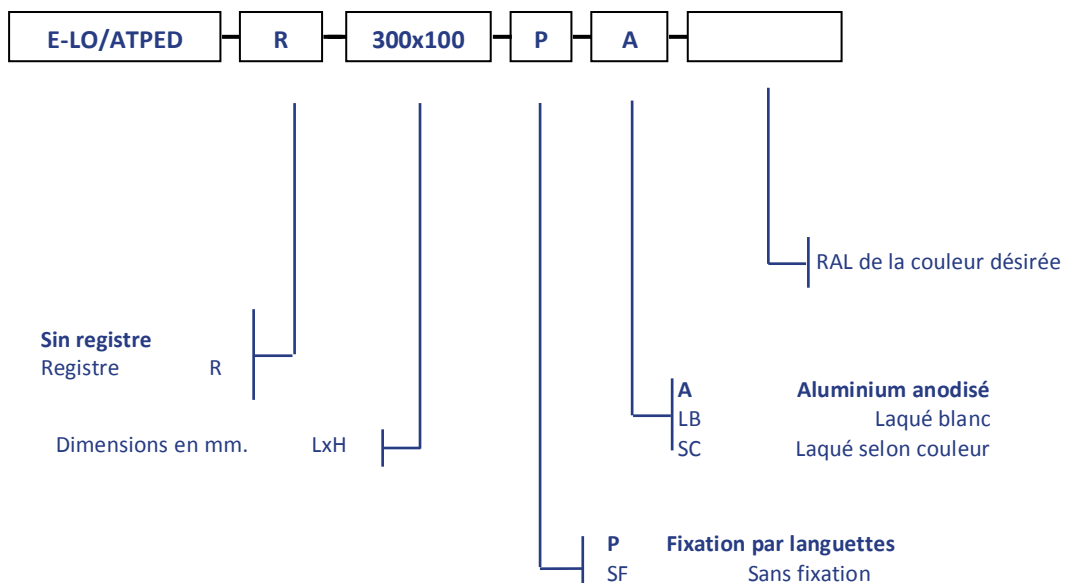 E-LO/ATPED R 300x100 P A
RAL de la couleur désirée
Sin registre
Registre R
A Aluminium anodisé
LB Laqué blanc
SC Laqué selon couleur
Dimensions en mm. LxH
P Fixation par languettes
SF Sans fixation